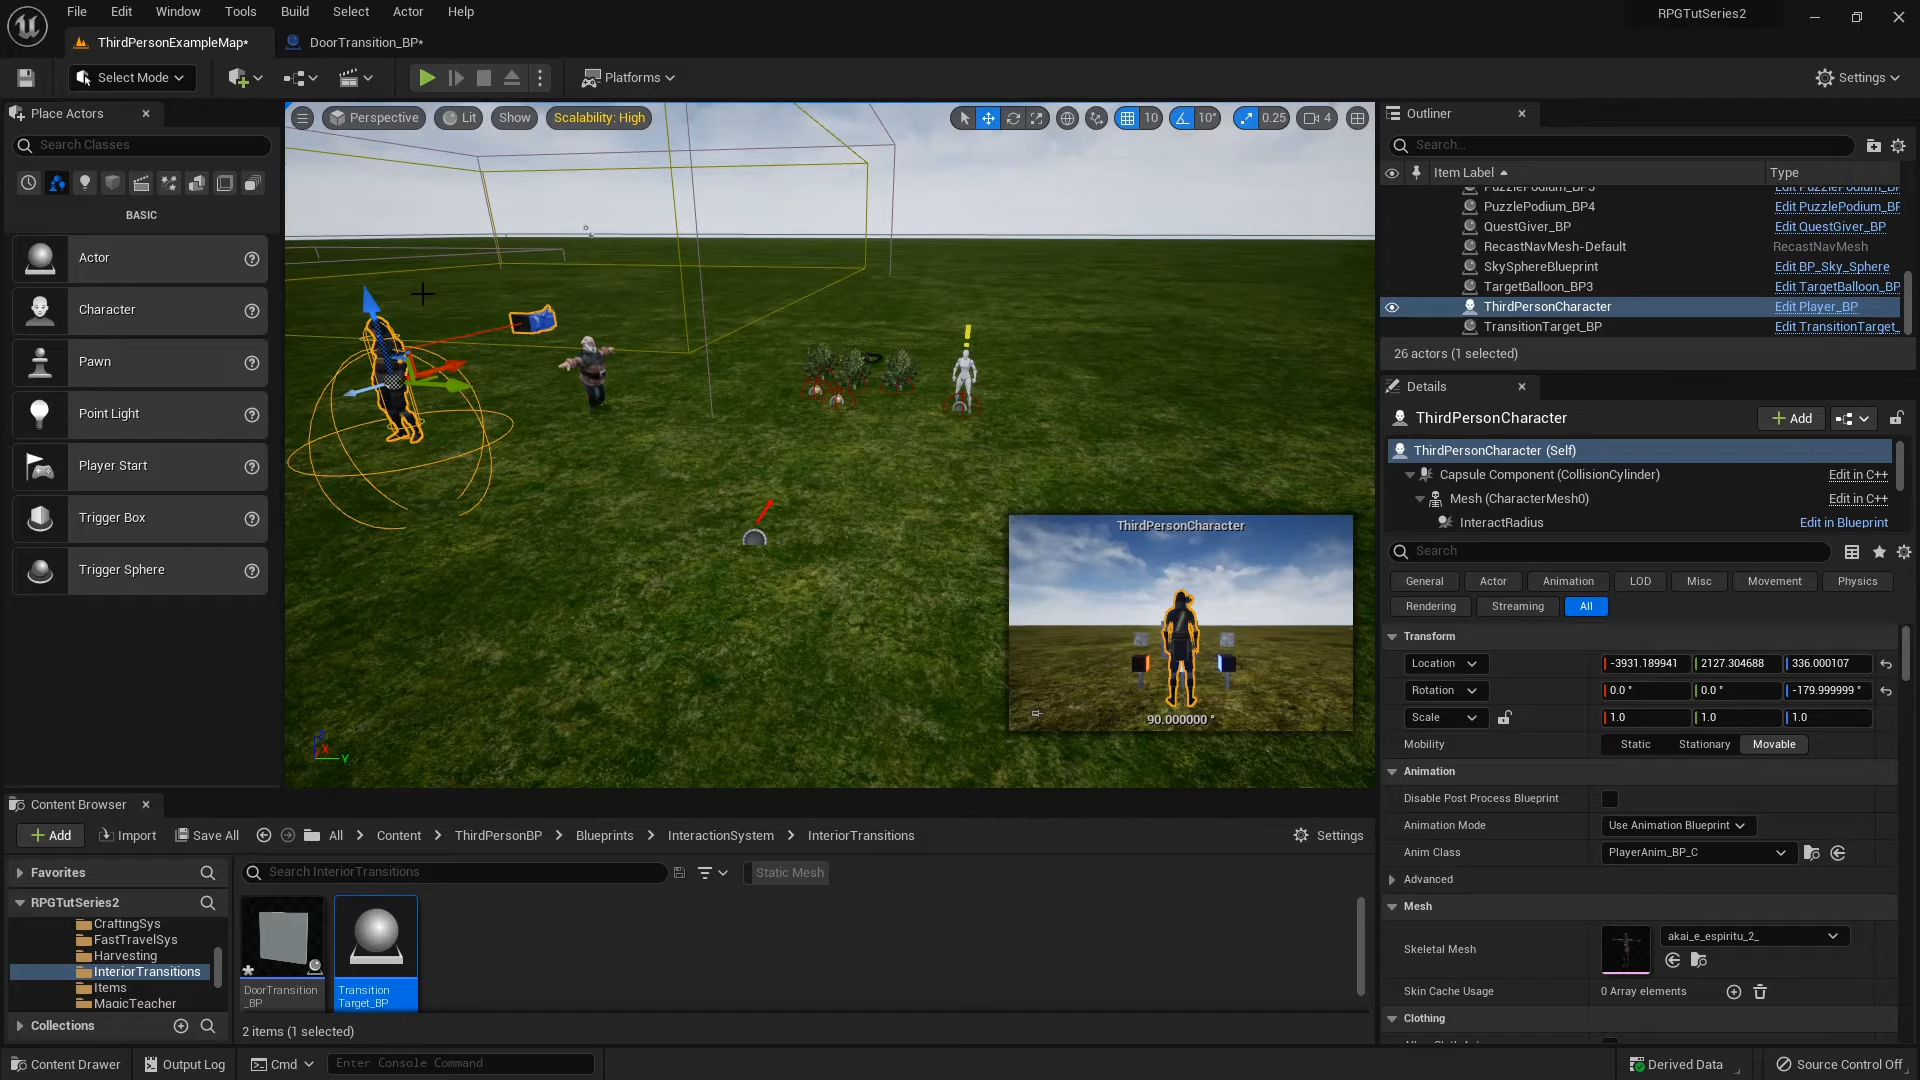 File Edit Window Tools Build Select Actor Help
RPGTutSeries2
ThirdPersonExampleMap*
DoorTransition_BP*
Select Mode
Platforms
Settings
Place Actors
Search Classes
BASIC
Actor
Character
Pawn
Point Light
Player Start
Trigger Box
Trigger Sphere
Perspective
Lit
Show
Scalability: High
10
10°
0.25
4
ThirdPersonCharacter
90.000000 °
X
Y
Outliner
Search...
Item Label
Type
PuzzlePodium_BP3 Edit PuzzlePodium_BP
PuzzlePodium_BP4 Edit PuzzlePodium_BP
QuestGiver_BP Edit QuestGiver_BP
RecastNavMesh-Default RecastNavMesh
SkySphereBlueprint Edit BP_Sky_Sphere
TargetBalloon_BP3 Edit TargetBalloon_BP
ThirdPersonCharacter Edit Player_BP
TransitionTarget_BP Edit TransitionTarget_
26 actors (1 selected)
Details
ThirdPersonCharacter
Add
ThirdPersonCharacter (Self)
Capsule Component (CollisionCylinder) Edit in C++
Mesh (CharacterMesh0) Edit in C++
InteractRadius Edit in Blueprint
Search
General Actor Animation LOD Misc Movement Physics
Rendering Streaming All
Transform
Location -3931.189941 2127.304688 336.000107
Rotation 0.0 ° 0.0 ° -179.999999 °
Scale 1.0 1.0 1.0
Mobility Static Stationary Movable
Animation
Disable Post Process Blueprint
Animation Mode Use Animation Blueprint
Anim Class PlayerAnim_BP_C
Advanced
Mesh
Skeletal Mesh akai_e_espiritu_2_
Skin Cache Usage 0 Array elements
Clothing
Content Browser
Add Import Save All All Content ThirdPersonBP Blueprints InteractionSystem InteriorTransitions
Settings
Favorites
RPGTutSeries2
CraftingSys
FastTravelSys
Harvesting
InteriorTransitions
Items
MagicTeacher
Collections
Search InteriorTransitions
Static Mesh
DoorTransition
_BP
Transition
Target_BP
2 items (1 selected)
Content Drawer
Output Log
Cmd
Enter Console Command
Derived Data
Source Control Off